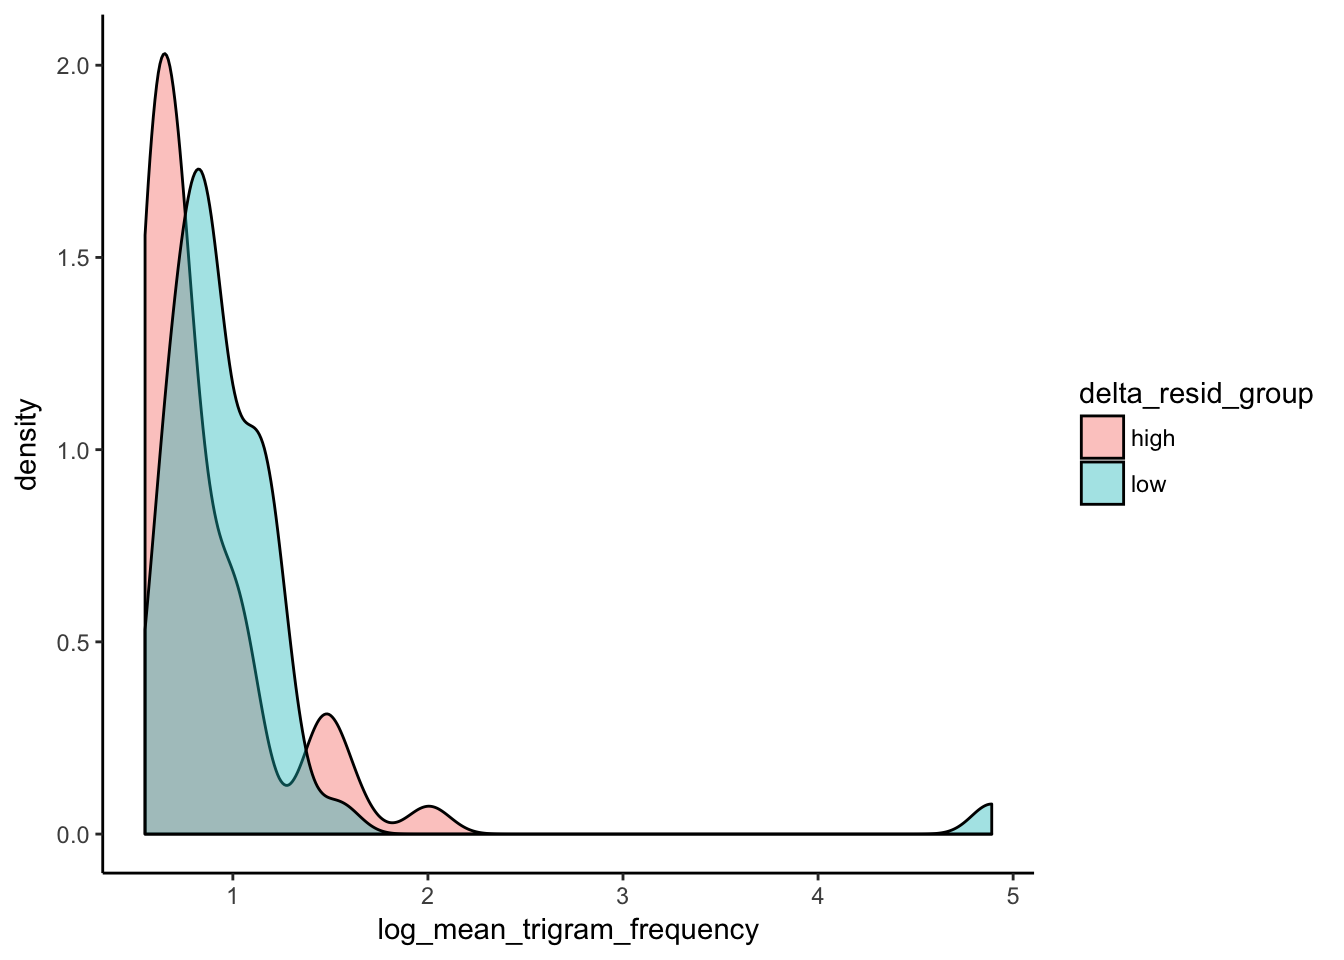 2.0
1.5
1.0
0.5
0.0
density
1 2 3 4 5
log_mean_trigram_frequency
delta_resid_group
high
low